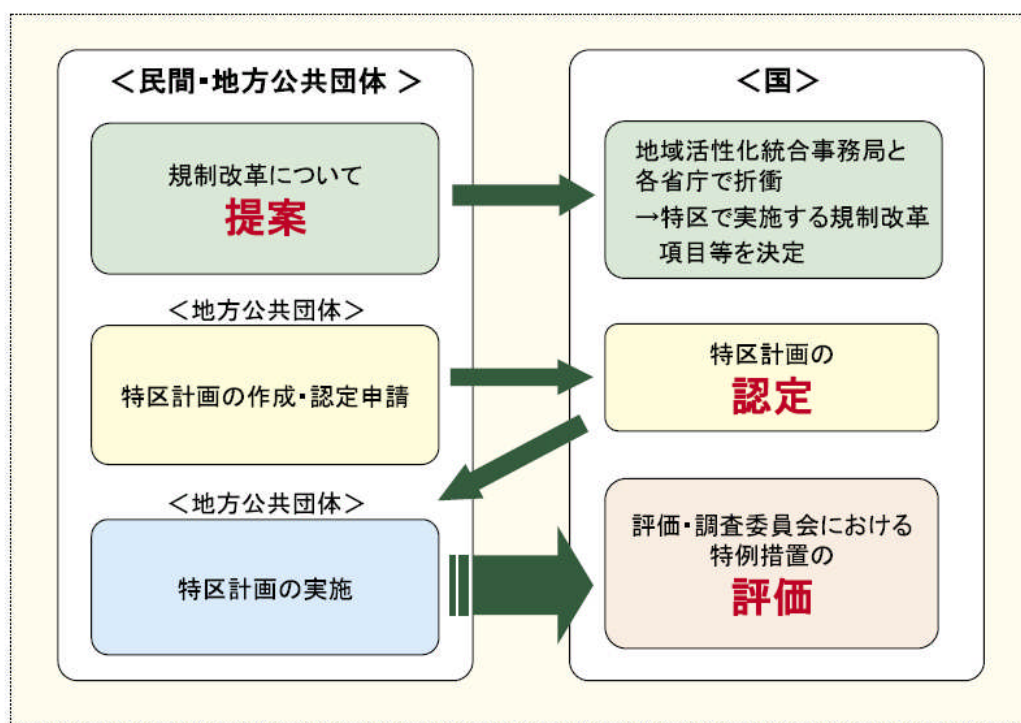 ＜民間・地方公共団体 ＞
規制改革について
提案
＜地方公共団体＞
特区計画の作成・認定申請
＜地方公共団体＞
特区計画の実施
＜国＞
地域活性化統合事務局と
各省庁で折衝
→特区で実施する規制改革
項目等を決定
特区計画の
認定
評価・調査委員会における
特例措置の
評価